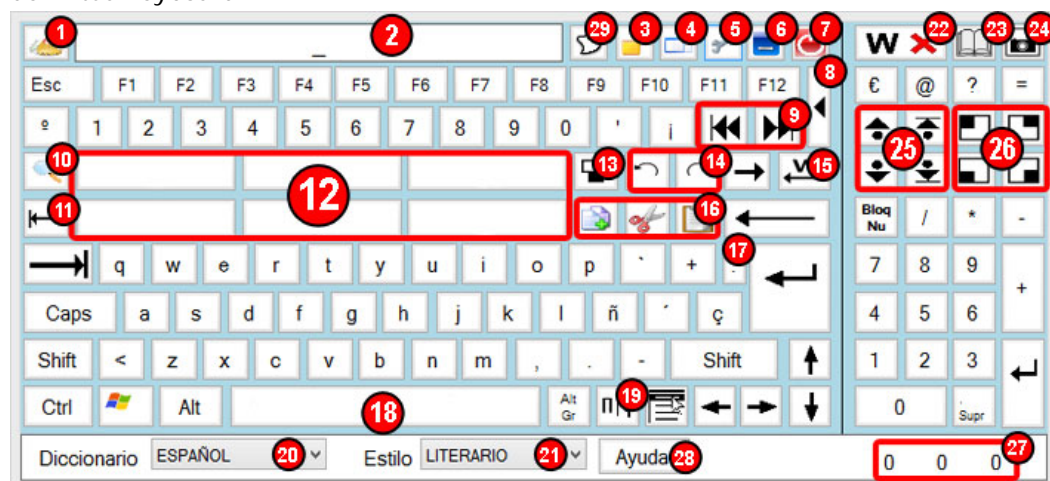 1 _ 2 29 3 4 5 6 7 W 22 23 24
Esc F1 F2 F3 F4 F5 F6 F7 F8 F9 F10 F11 F12 8 € @ ? =
º 1 2 3 4 5 6 7 8 9 0 ' ¡ 9 25 26
10 12 13 14 V 15
11 16 Bloq Nu / * -
q w e r t y u i o p ` + . 17 7 8 9 +
Caps a s d f g h j k l ñ ´ ç 4 5 6
Shift < z x c v b n m , . - Shift 1 2 3
Ctrl Alt 18 Alt Gr 19 0 . Supr
Diccionario ESPAÑOL 20 Estilo LITERARIO 21 Ayuda 28 0 0 0 27